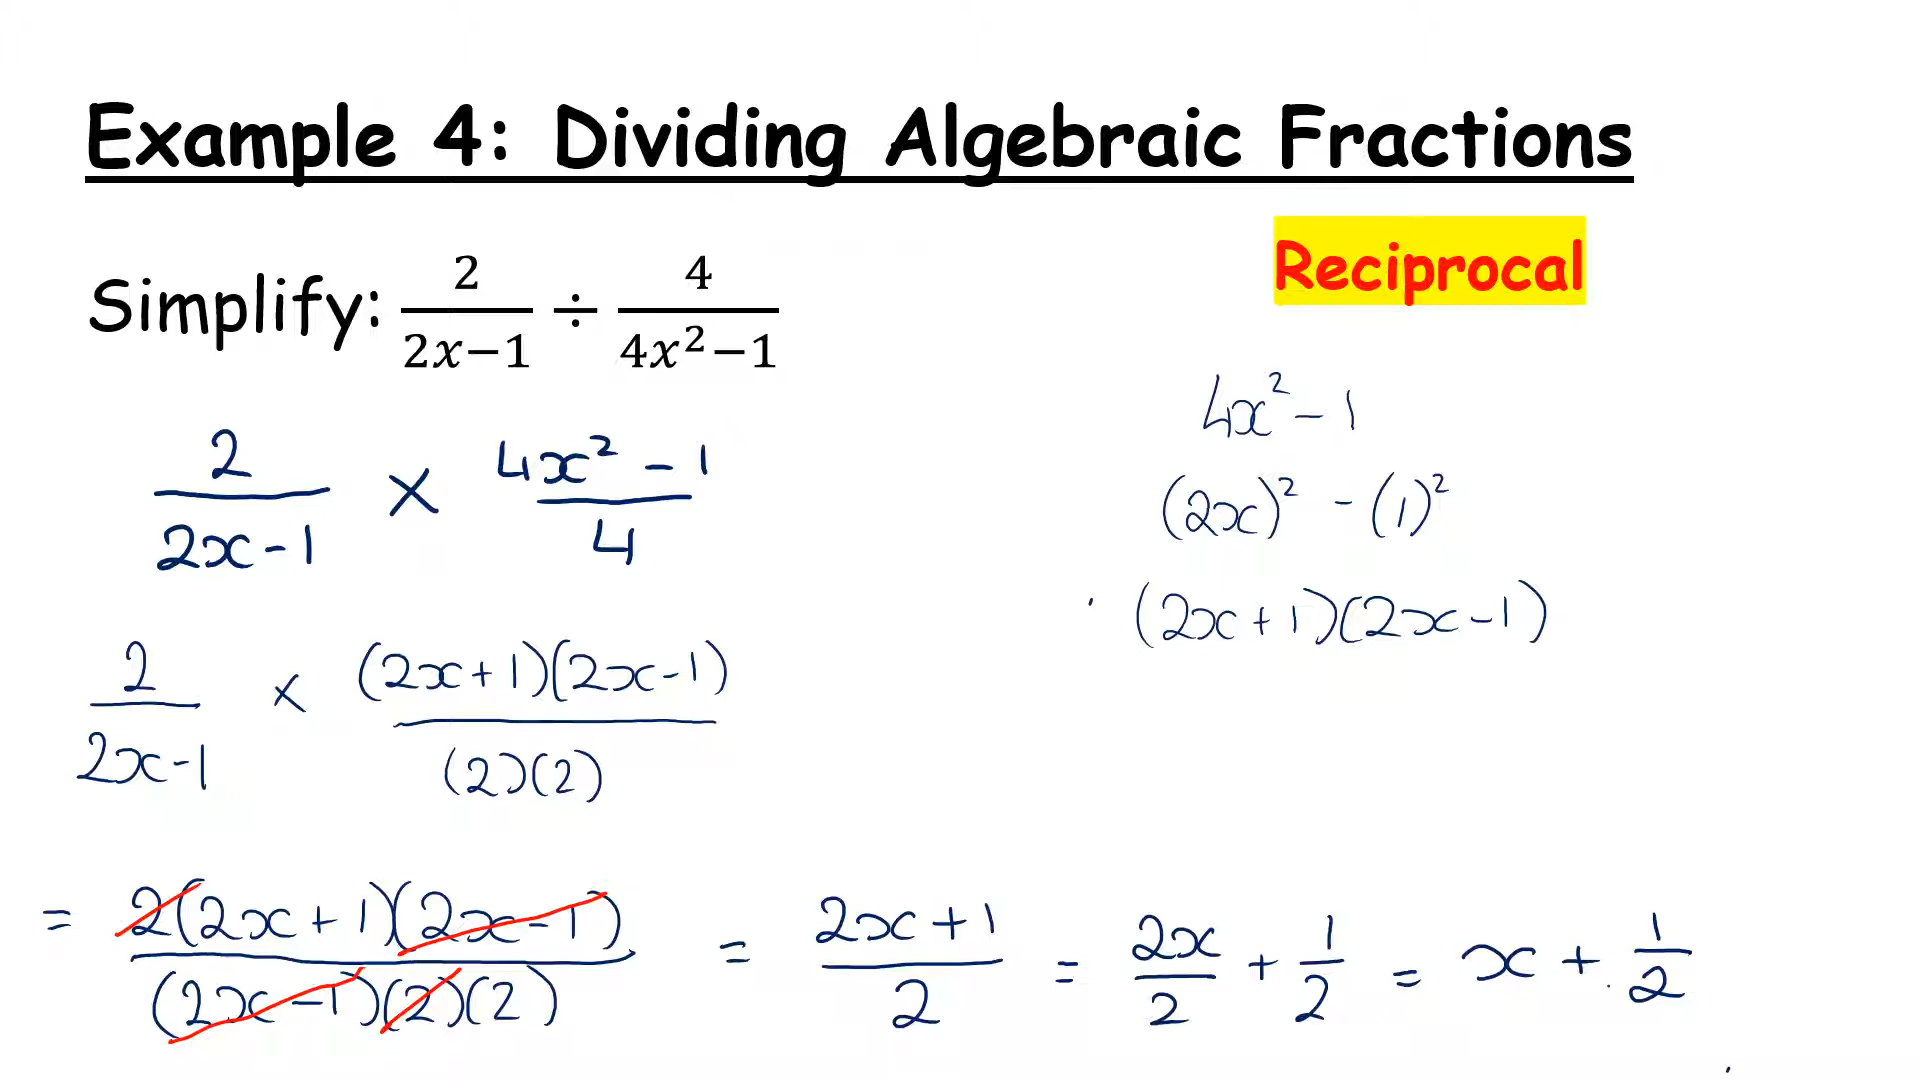 Example 4: Dividing Algebraic Fractions
Reciprocal
Simplify: 2/(2x−1) ÷ 4/(4x²−1)
4x² − 1
2/(2x−1) × (4x² − 1)/4
(2x)² − (1)²
(2x+1)(2x−1)
2/(2x−1) × (2x+1)(2x−1)/(2)(2)
= 2(2x+1)(2x−1)/(2x−1)(2)(2) = (2x+1)/2 = 2x/2 + 1/2 = x + 1/2